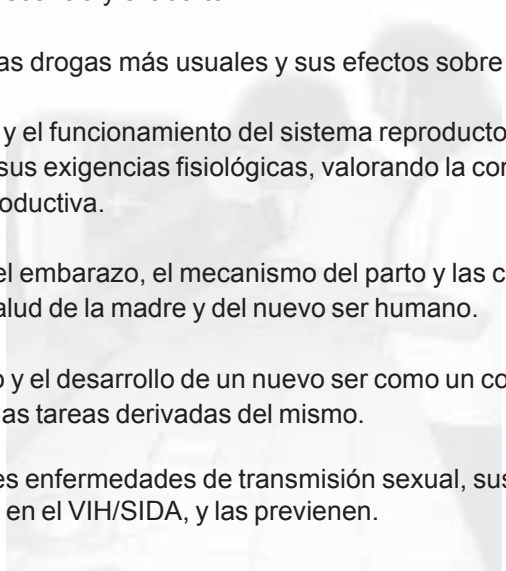 as drogas más usuales y sus efectos sobre
y el funcionamiento del sistema reproducto
sus exigencias fisiológicas, valorando la cor
oductiva.
el embarazo, el mecanismo del parto y las c
alud de la madre y del nuevo ser humano.
o y el desarrollo de un nuevo ser como un co
as tareas derivadas del mismo.
es enfermedades de transmisión sexual, sus
en el VIH/SIDA, y las previenen.